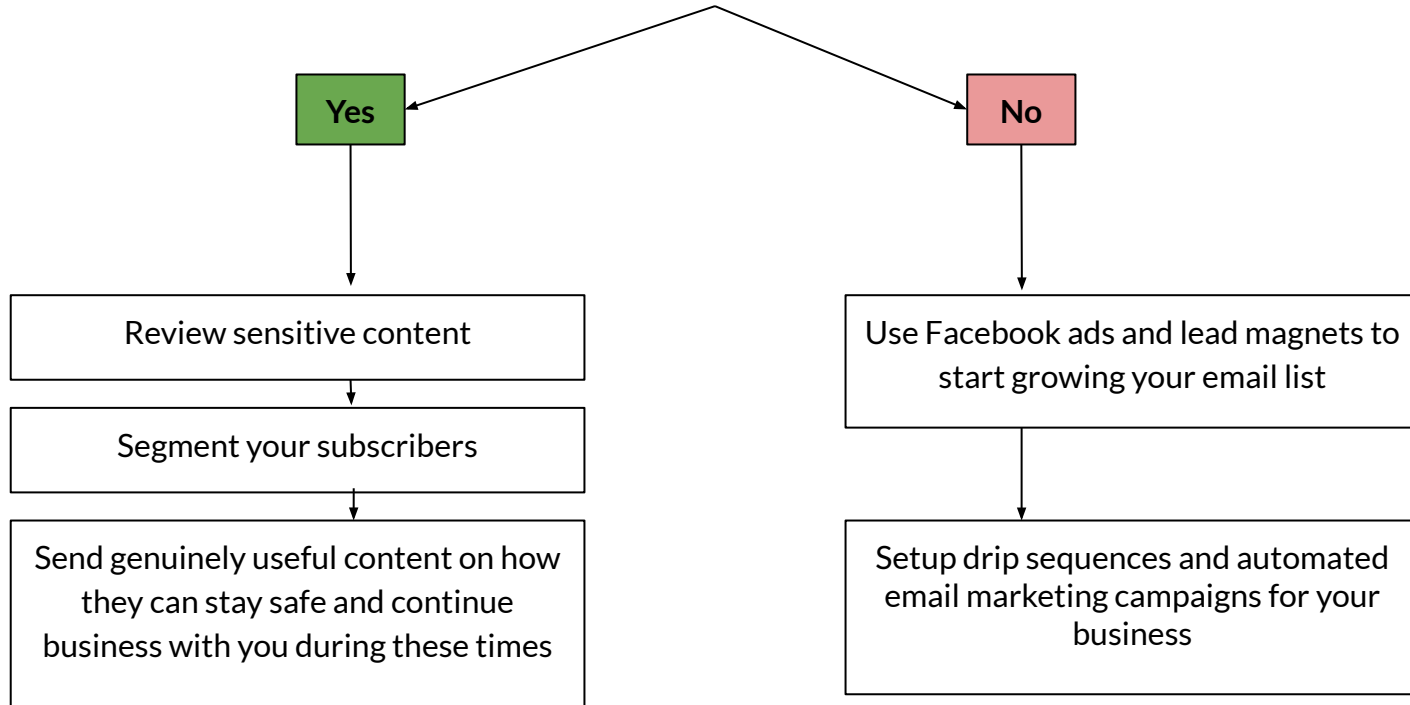 Yes
No
Review sensitive content
Segment your subscribers
Send genuinely useful content on how
they can stay safe and continue
business with you during these times
Use Facebook ads and lead magnets to
start growing your email list
Setup drip sequences and automated
email marketing campaigns for your
business